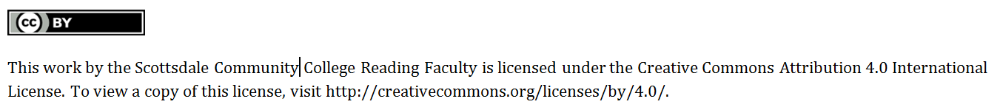 cc BY
This work by the Scottsdale Community College Reading Faculty is licensed under the Creative Commons Attribution 4.0 International
License. To view a copy of this license, visit http://creativecommons.org/licenses/by/4.0/.